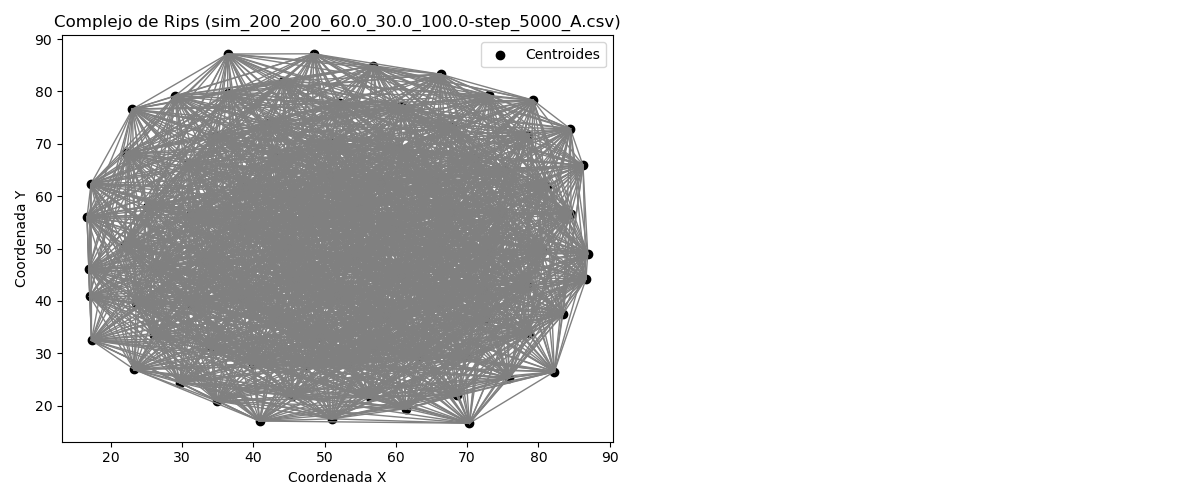 Complejo de Rips (sim_200_200_60.0_30.0_100.0-step_5000_A.csv)
Centroides
Coordenada Y
90
80
70
60
50
40
30
20
20 30 40 50 60 70 80 90
Coordenada X